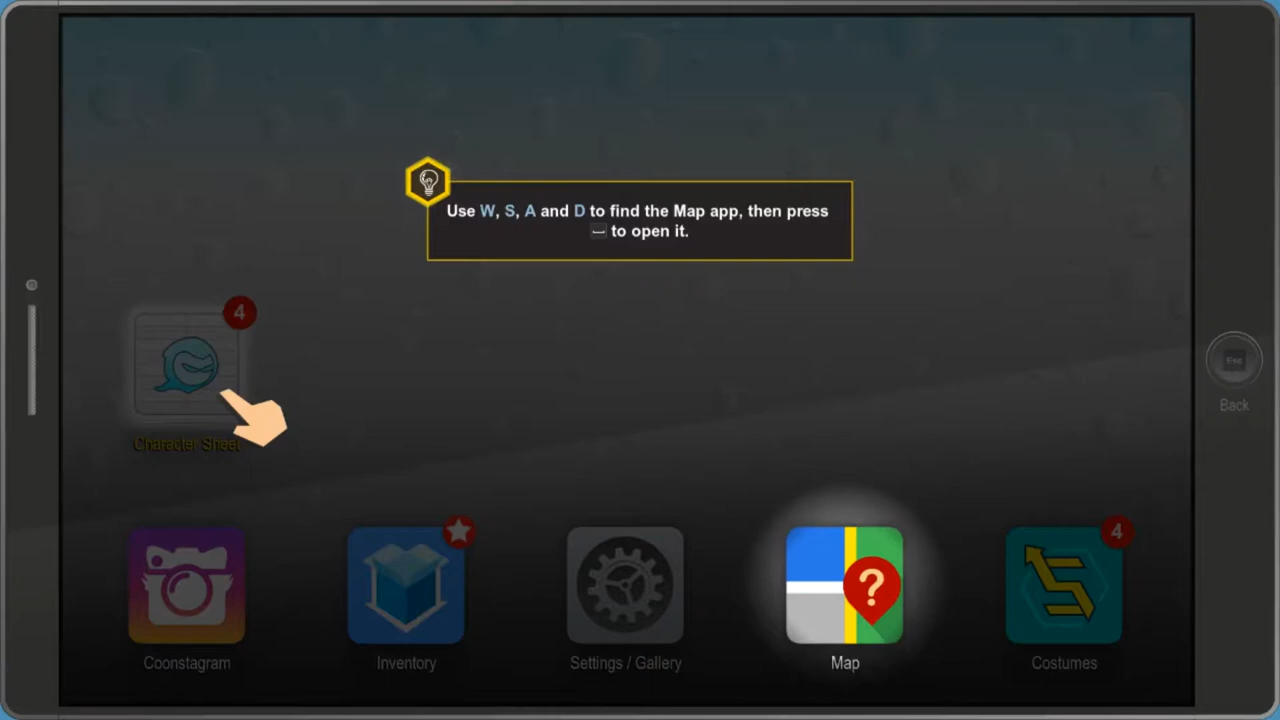 Use W, S, A and D to find the Map app, then press
to open it.
4
Character Sheet
Esc
Back
4
?
Coonstagram
Inventory
Settings / Gallery
Map
Costumes